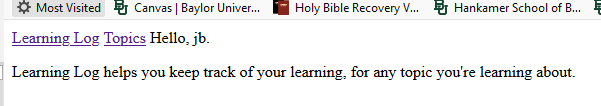 Most Visited Canvas | Baylor Univer... Holy Bible Recovery V... Hankamer School of B...
Learning Log Topics Hello, jb.
Learning Log helps you keep track of your learning, for any topic you're learning about.